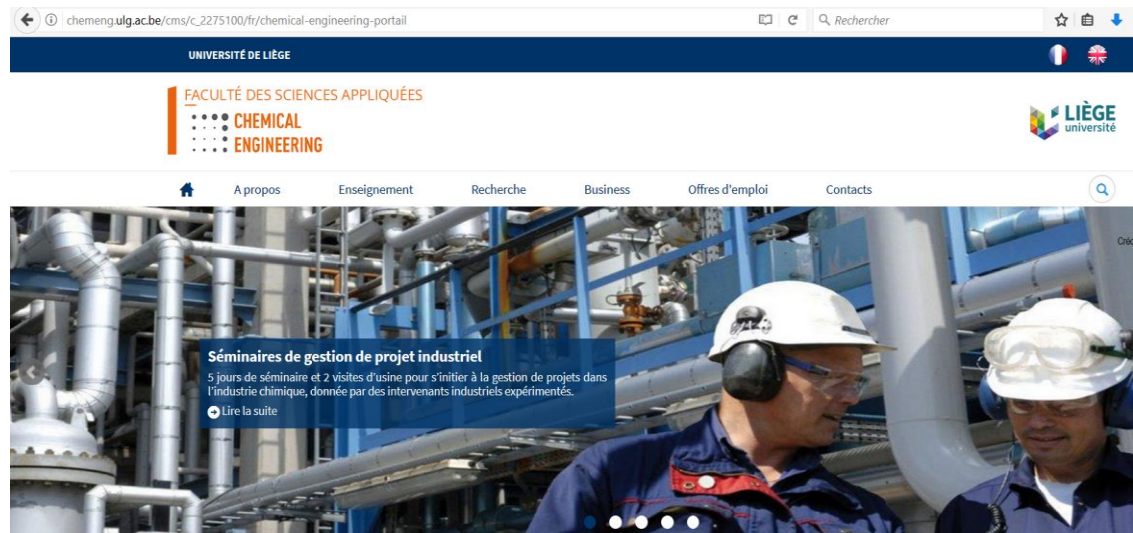 chemeng.ulg.ac.be/cms/c_2275100/fr/chemical-engineering-portail
Rechercher
UNIVERSITÉ DE LIÈGE
FACULTÉ DES SCIENCES APPLIQUÉES
CHEMICAL
ENGINEERING
LIÈGE
université
A propos Enseignement Recherche Business Offres d'emploi Contacts
Créd
Séminaires de gestion de projet industriel
5 jours de séminaire et 2 visites d'usine pour s'initier à la gestion de projets dans
l'industrie chimique, donnée par des intervenants industriels expérimentés.
Lire la suite